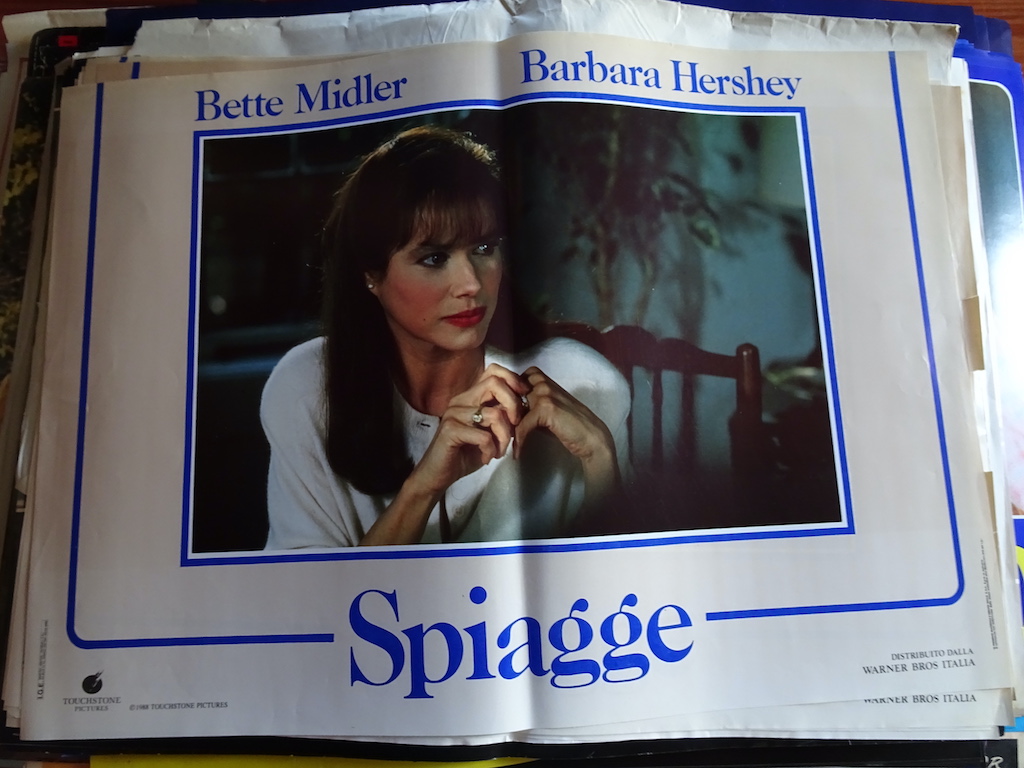 Bette Midler
Barbara Hershey
Spiagge
TOUCHSTONE
PICTURES
©1988 TOUCHSTONE PICTURES
DISTRIBUITO DALLA
WARNER BROS ITALIA
WARNER BROS ITALIA
I.G.E.